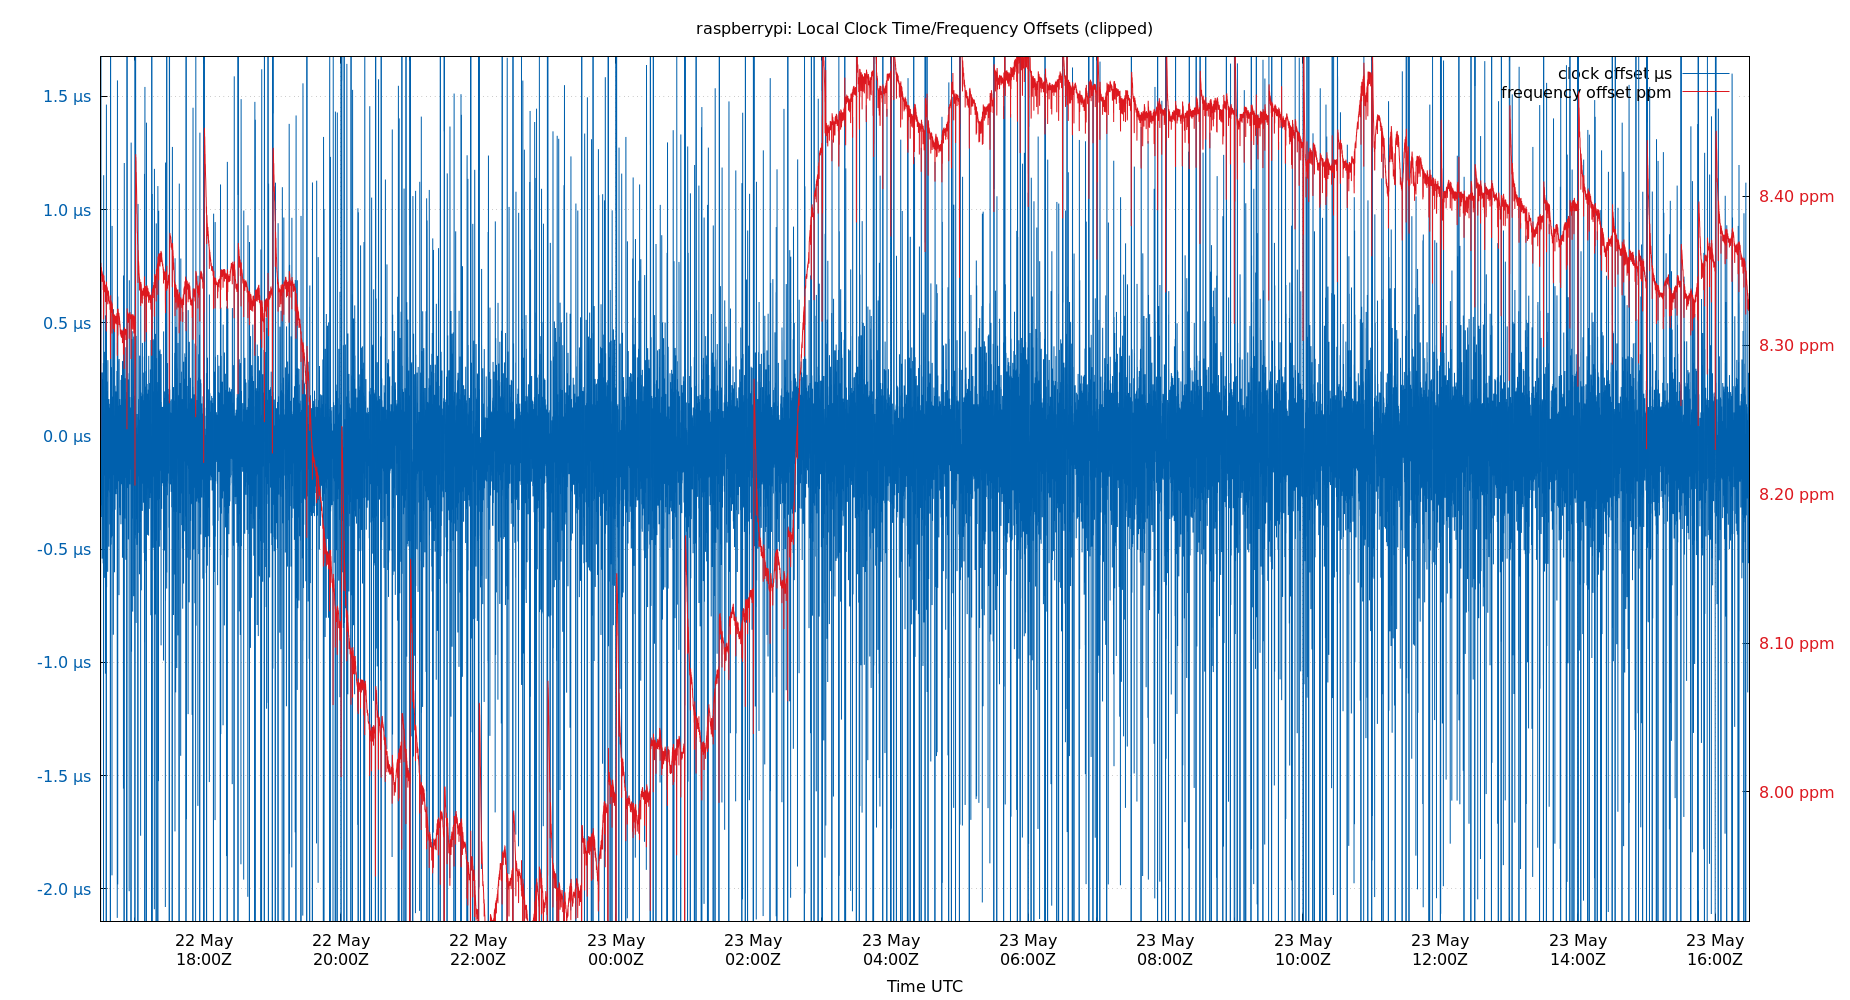 raspberrypi: Local Clock Time/Frequency Offsets (clipped)
clock offset µs
frequency offset ppm
1.5 µs
1.0 µs
0.5 µs
0.0 µs
-0.5 µs
-1.0 µs
-1.5 µs
-2.0 µs
8.40 ppm
8.30 ppm
8.20 ppm
8.10 ppm
8.00 ppm
22 May 22 May 22 May 23 May 23 May 23 May 23 May 23 May 23 May 23 May 23 May 23 May
18:00Z 20:00Z 22:00Z 00:00Z 02:00Z 04:00Z 06:00Z 08:00Z 10:00Z 12:00Z 14:00Z 16:00Z
Time UTC